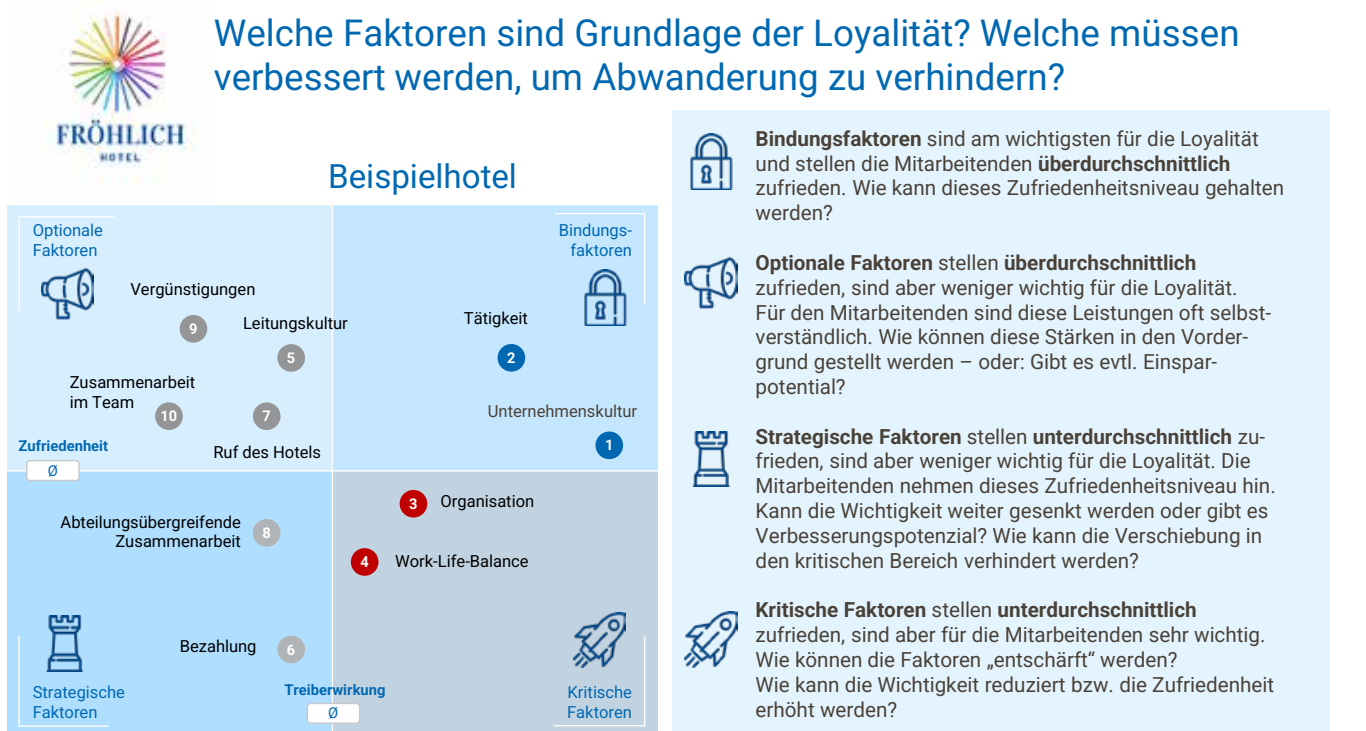 Welche Faktoren sind Grundlage der Loyalität? Welche müssen
verbessert werden, um Abwanderung zu verhindern?
FRÖHLICH
HOTEL
Beispielhotel
Optionale
Faktoren
Bindungs-
faktoren
Vergünstigungen
9
Leitungskultur
5
Tätigkeit
2
Zusammenarbeit
im Team
10
7
Ruf des Hotels
Unternehmenskultur
1
Zufriedenheit
Ø
3
Organisation
Abteilungsübergreifende
Zusammenarbeit
8
4
Work-Life-Balance
Bezahlung
6
Treiberwirkung
Ø
Strategische
Faktoren
Kritische
Faktoren
Bindungsfaktoren sind am wichtigsten für die Loyalität
und stellen die Mitarbeitenden überdurchschnittlich
zufrieden. Wie kann dieses Zufriedenheitsniveau gehalten
werden?
Optionale Faktoren stellen überdurchschnittlich
zufrieden, sind aber weniger wichtig für die Loyalität.
Für den Mitarbeitenden sind diese Leistungen oft selbst-
verständlich. Wie können diese Stärken in den Vorder-
grund gestellt werden – oder: Gibt es evtl. Einspar-
potential?
Strategische Faktoren stellen unterdurchschnittlich zu-
frieden, sind aber weniger wichtig für die Loyalität. Die
Mitarbeitenden nehmen dieses Zufriedenheitsniveau hin.
Kann die Wichtigkeit weiter gesenkt werden oder gibt es
Verbesserungspotenzial? Wie kann die Verschiebung in
den kritischen Bereich verhindert werden?
Kritische Faktoren stellen unterdurchschnittlich
zufrieden, sind aber für die Mitarbeitenden sehr wichtig.
Wie können die Faktoren „entschärft“ werden?
Wie kann die Wichtigkeit reduziert bzw. die Zufriedenheit
erhöht werden?